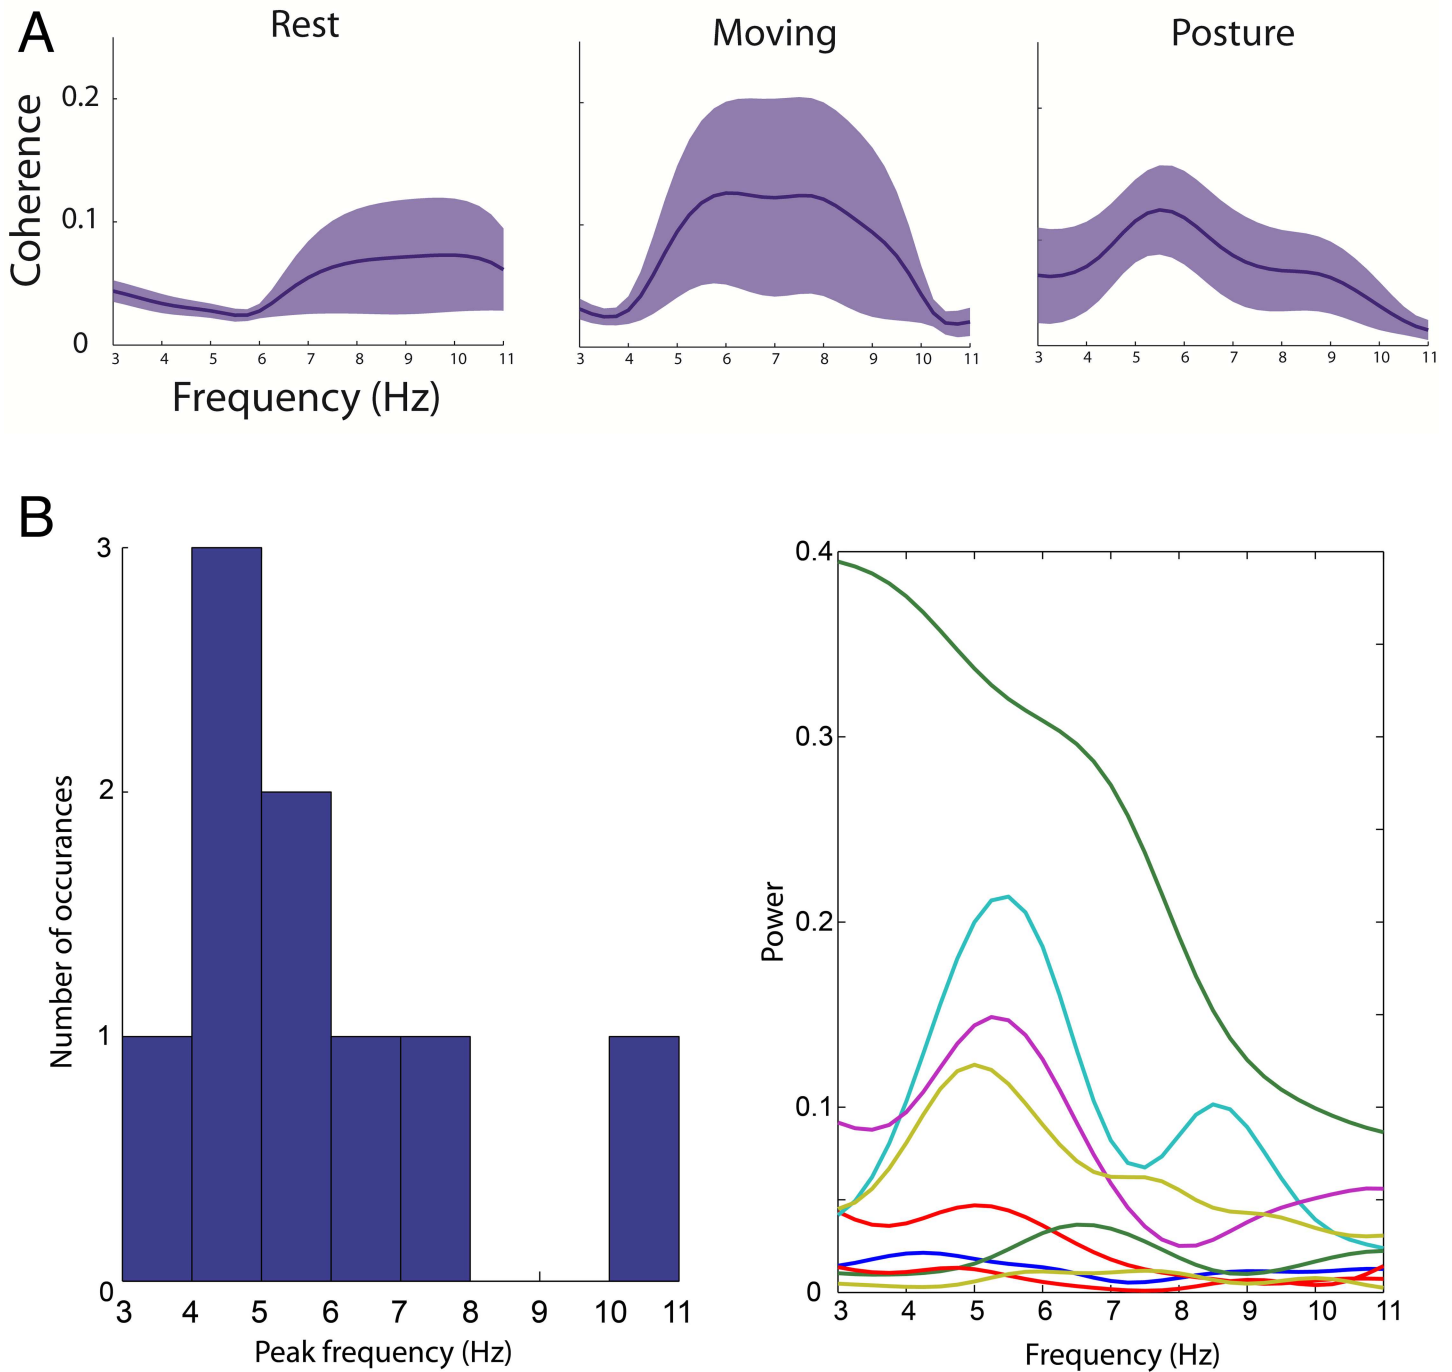 A
Rest
Moving
Posture
Coherence
0.2
0.1
0
3 4 5 6 7 8 9 10 11
3 4 5 6 7 8 9 10 11
3 4 5 6 7 8 9 10 11
Frequency (Hz)
B
Number of occurances
3
2
1
0
3 4 5 6 7 8 9 10 11
Peak frequency (Hz)
Power
0.4
0.3
0.2
0.1
0
3 4 5 6 7 8 9 10 11
Frequency (Hz)